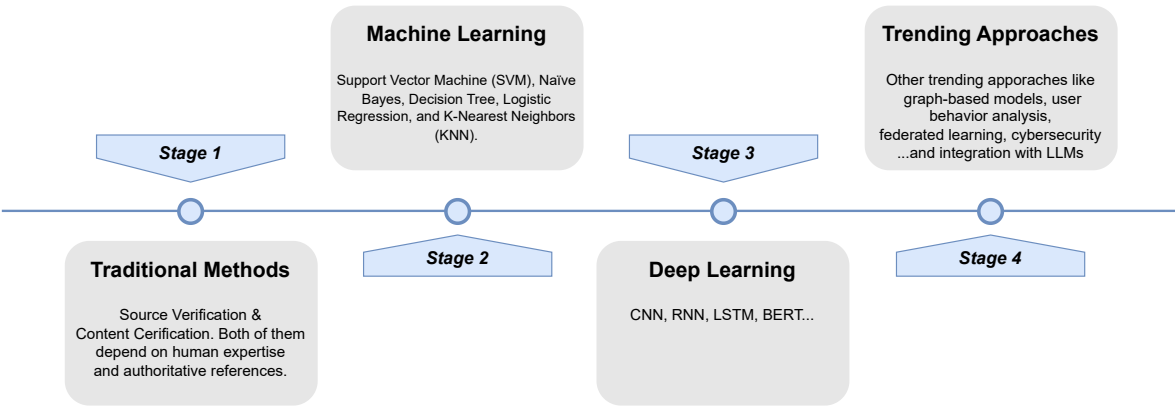 Machine Learning
Support Vector Machine (SVM), Naïve
Bayes, Decision Tree, Logistic
Regression, and K-Nearest Neighbors
(KNN).
Trending Approaches
Other trending apporaches like
graph-based models, user
behavior analysis,
federated learning, cybersecurity
...and integration with LLMs
Stage 1
Stage 3
Stage 2
Stage 4
Traditional Methods
Source Verification &
Content Cerification. Both of them
depend on human expertise
and authoritative references.
Deep Learning
CNN, RNN, LSTM, BERT...